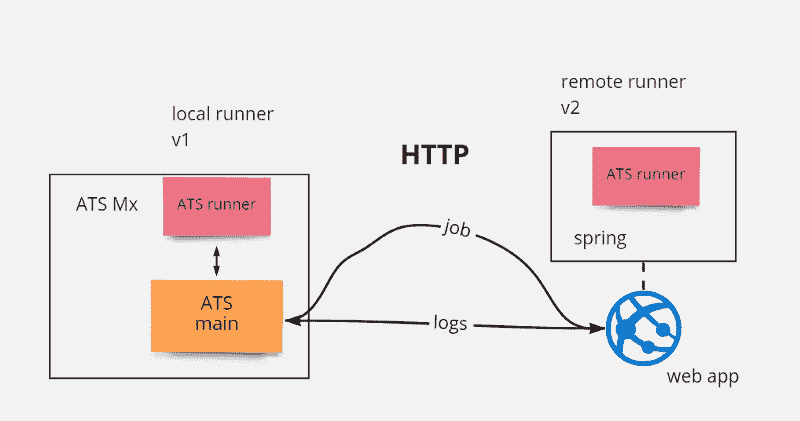 local runner
v1
ATS Mx
ATS runner
ATS
main
HTTP
job
logs
remote runner
v2
ATS runner
spring
web app